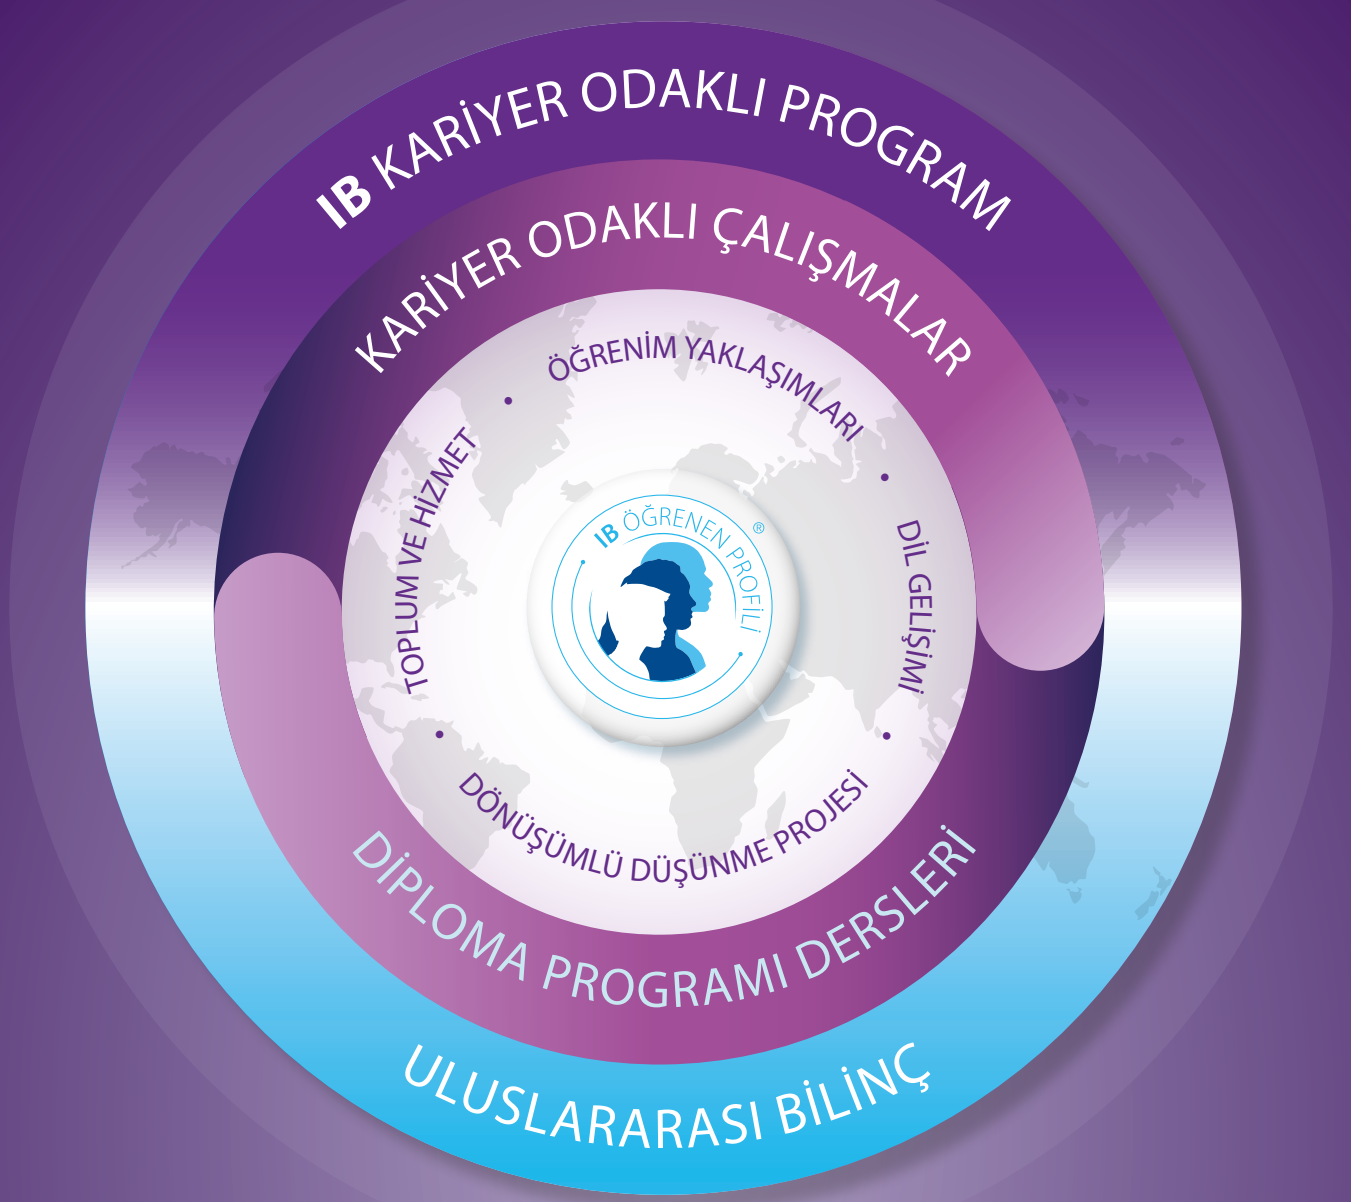 IB KARİYER ODAKLI PROGRAM
KARİYER ODAKLI ÇALIŞMALAR
ÖĞRENİM YAKLAŞIMLARI
DİL GELİŞİMİ
DÖNÜŞÜMLÜ DÜŞÜNME PROJESİ
TOPLUM VE HİZMET
IB ÖĞRENEN PROFİLİ ®
DİPLOMA PROGRAMI DERSLERİ
ULUSLARARASI BİLİNÇ